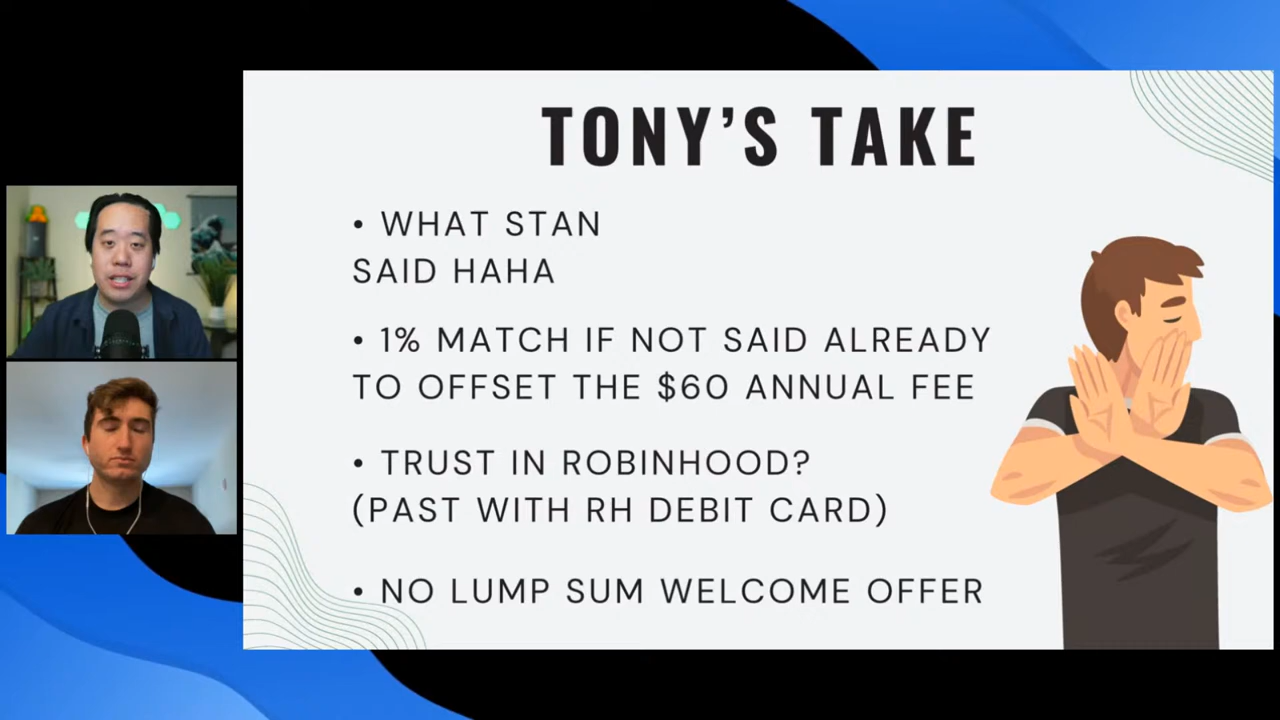 TONY’S TAKE
• WHAT STAN
SAID HAHA
• 1% MATCH IF NOT SAID ALREADY
TO OFFSET THE $60 ANNUAL FEE
• TRUST IN ROBINHOOD?
(PAST WITH RH DEBIT CARD)
• NO LUMP SUM WELCOME OFFER